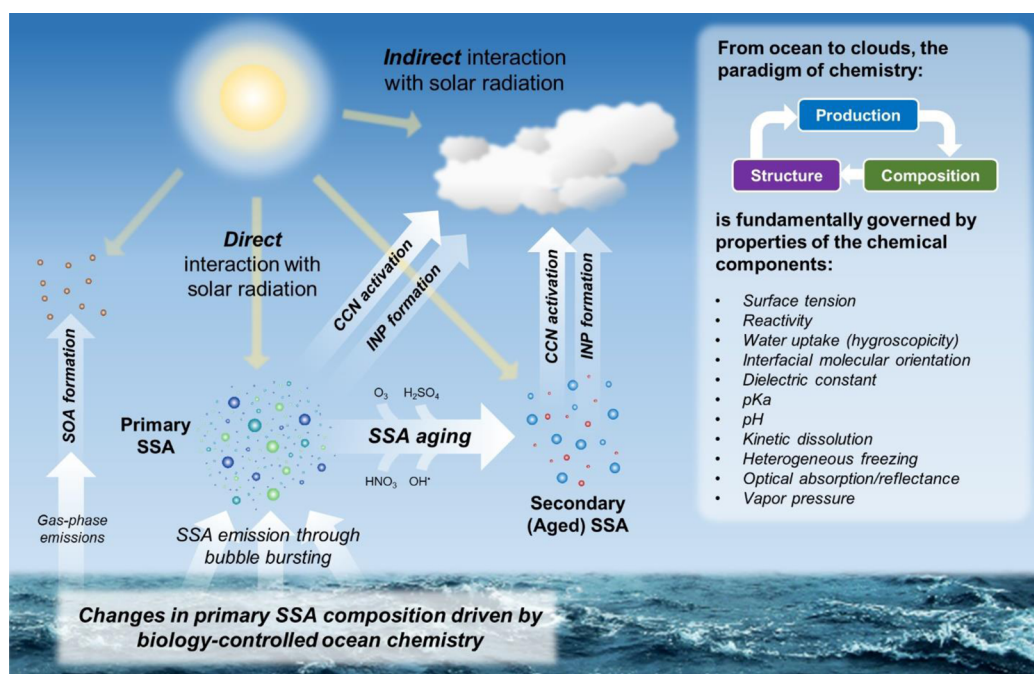 Indirect interaction
with solar radiation
Direct
interaction with
solar radiation
CCN activation
INP formation
CCN activation
INP formation
SOA formation
Primary
SSA
O₃ H₂SO₄
SSA aging
HNO₃ OH•
Secondary
(Aged) SSA
Gas-phase
emissions
SSA emission through
bubble bursting
Changes in primary SSA composition driven by
biology-controlled ocean chemistry
From ocean to clouds, the
paradigm of chemistry:
Production
Structure
Composition
is fundamentally governed by
properties of the chemical
components:
• Surface tension
• Reactivity
• Water uptake (hygroscopicity)
• Interfacial molecular orientation
• Dielectric constant
• pKa
• pH
• Kinetic dissolution
• Heterogeneous freezing
• Optical absorption/reflectance
• Vapor pressure